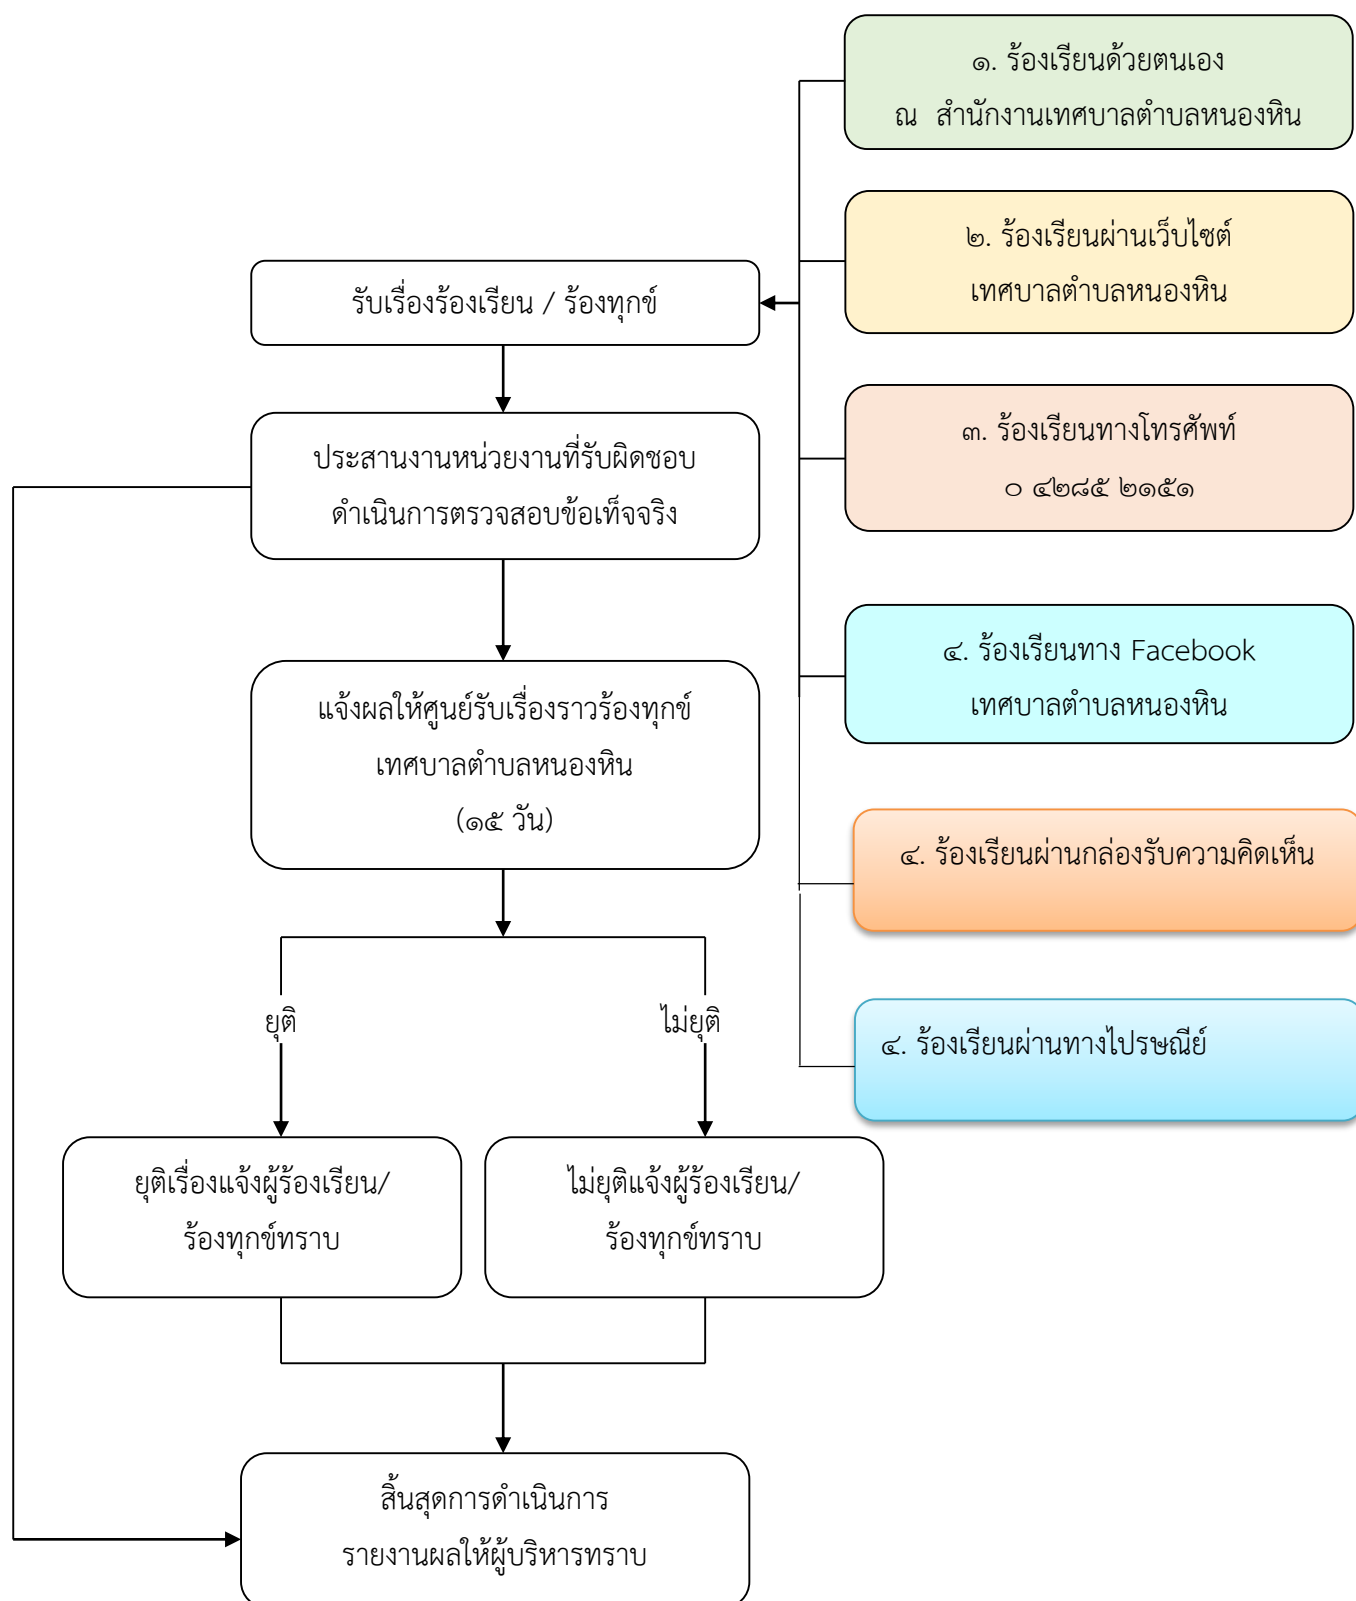 ๑. ร้องเรียนด้วยตนเอง
ณ  สำนักงานเทศบาลตำบลหนองหิน
๒. ร้องเรียนผ่านเว็บไซต์
เทศบาลตำบลหนองหิน
รับเรื่องร้องเรียน / ร้องทุกข์
๓. ร้องเรียนทางโทรศัพท์
๐ ๔๒๘๕ ๒๑๕๑
ประสานงานหน่วยงานที่รับผิดชอบ
ดำเนินการตรวจสอบข้อเท็จจริง
๔. ร้องเรียนทาง Facebook
เทศบาลตำบลหนองหิน
แจ้งผลให้ศูนย์รับเรื่องราวร้องทุกข์
เทศบาลตำบลหนองหิน
(๑๕ วัน)
๔. ร้องเรียนผ่านกล่องรับความคิดเห็น
๔. ร้องเรียนผ่านทางไปรษณีย์
ยุติ
ไม่ยุติ
ยุติเรื่องแจ้งผู้ร้องเรียน/
ร้องทุกข์ทราบ
ไม่ยุติแจ้งผู้ร้องเรียน/
ร้องทุกข์ทราบ
สิ้นสุดการดำเนินการ
รายงานผลให้ผู้บริหารทราบ